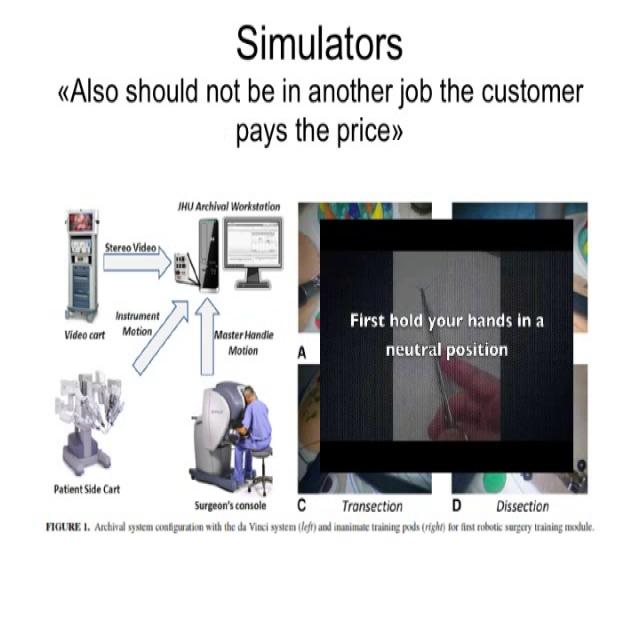 Simulators
«Also should not be in another job the customer
pays the price»
JHU Archival Workstation
Stereo Video
Instrument
Motion
Master Handle
Motion
Video cart
Patient Side Cart
Surgeon's console
First hold your hands in a
neutral position
A
C
Transection
D
Dissection
FIGURE 1. Archival system configuration with the da Vinci system (left) and inanimate training pods (right) for first robotic surgery training module.